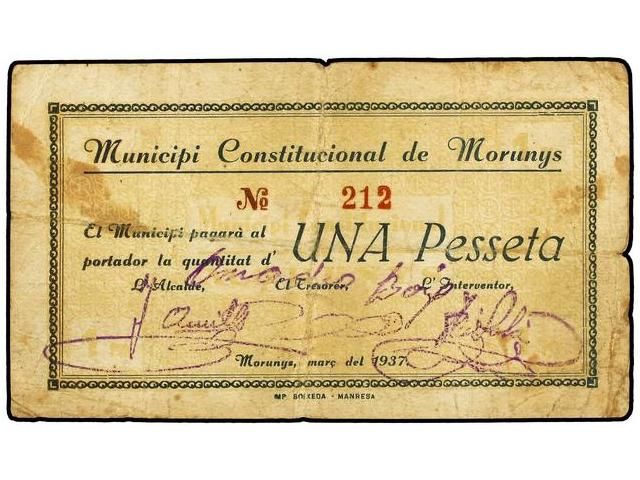 Municipi Constitucional de Morunys
№ 212
El Municipi pagarà al
portador la quantitat d' UNA Pesseta
L'Alcalde, El Tresorer, L'Interventor,
Morunys, març del 1937.
IMP. BOIXEDA - MANRESA